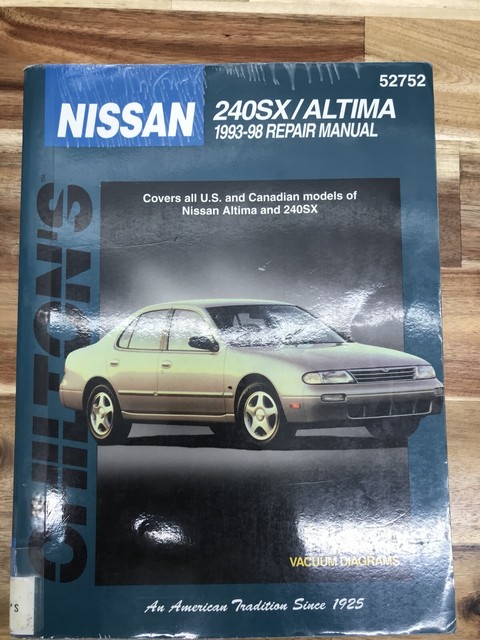 52752
NISSAN
240SX/ALTIMA
1993-98 REPAIR MANUAL
CHILTON'S
Covers all U.S. and Canadian models of
Nissan Altima and 240SX
VACUUM DIAGRAMS
An American Tradition Since 1925